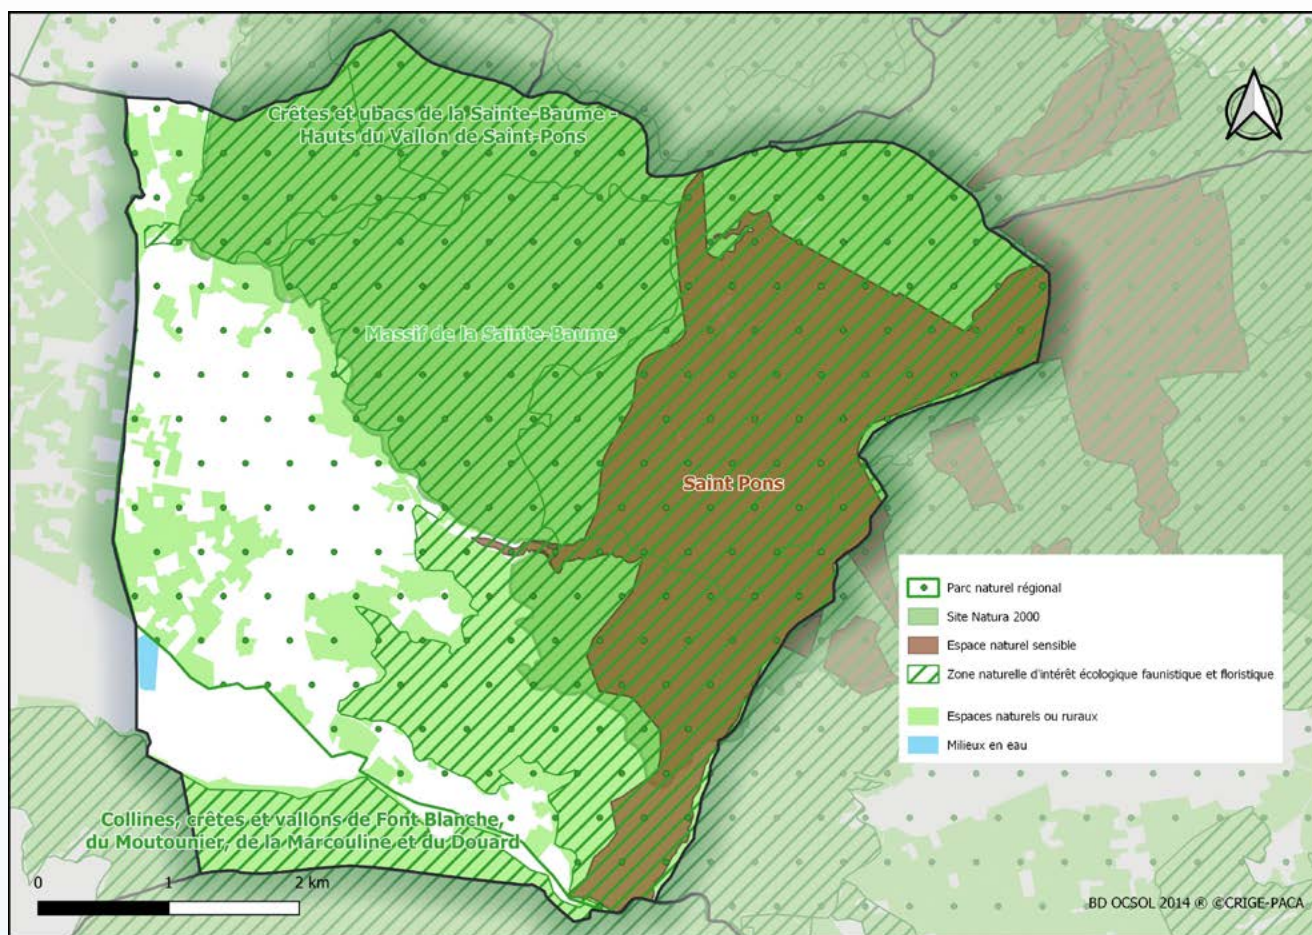 Crêtes et ubacs de la Sainte-Baume -
Hauts du Vallon de Saint-Pons
Massif de la Sainte-Baume
Saint Pons
Parc naturel régional
Site Natura 2000
Espace naturel sensible
Zone naturelle d'intérêt écologique faunistique et floristique
Espaces naturels ou ruraux
Milieux en eau
Collines, crêtes et vallons de Font Blanche,
du Moutounier, de la Marcouline et du Douard
0 1 2 km
BD OCSOL 2014 ® ©CRIGE-PACA